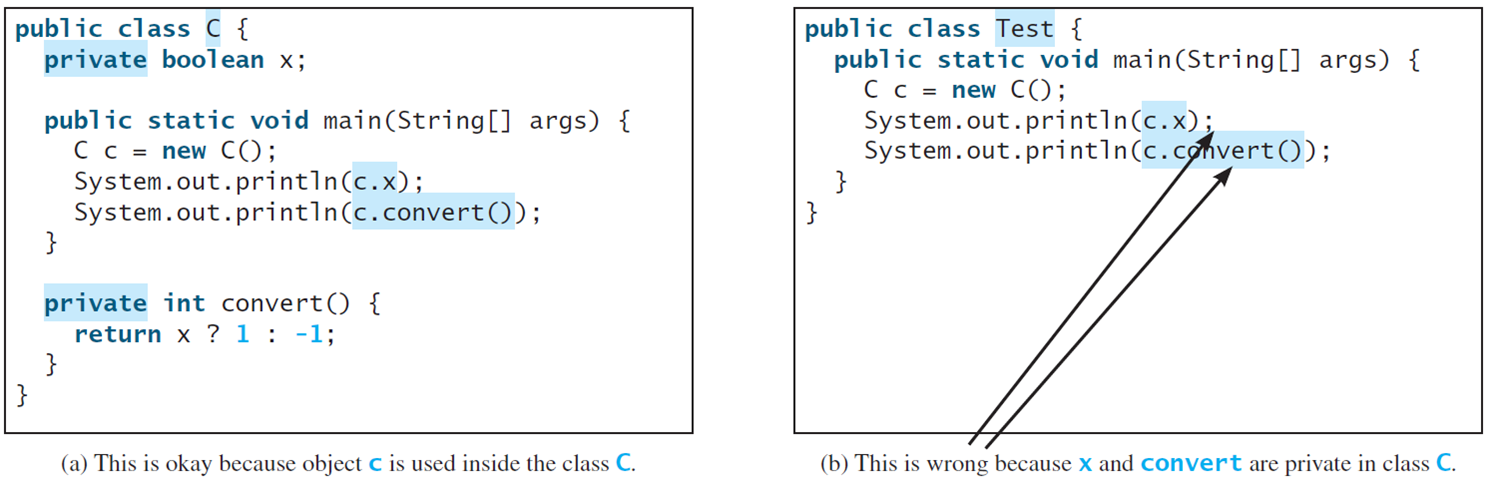 public class C {
private boolean x;
public static void main(String[] args) {
C c = new C();
System.out.println(c.x);
System.out.println(c.convert());
}
private int convert() {
return x ? 1 : -1;
}
}
(a) This is okay because object c is used inside the class C.
public class Test {
public static void main(String[] args) {
C c = new C();
System.out.println(c.x);
System.out.println(c.convert());
}
}
(b) This is wrong because x and convert are private in class C.